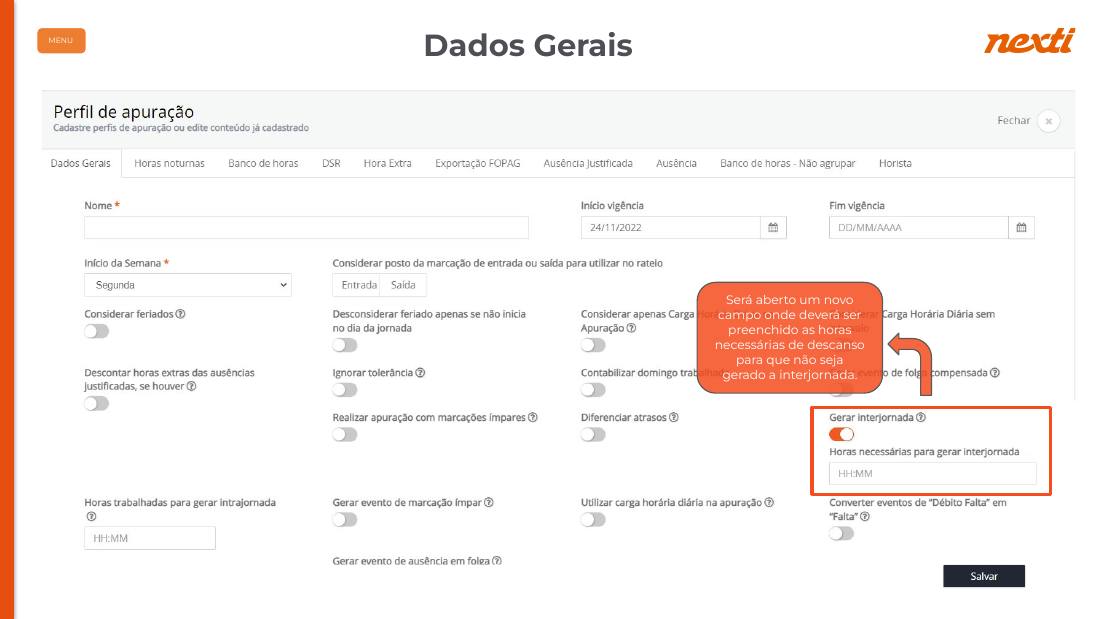 MENU
Dados Gerais
nexti
Perfil de apuração
Cadastre perfis de apuração ou edite conteúdo já cadastrado
Fechar ×
Dados Gerais Horas noturnas Banco de horas DSR Hora Extra Exportação FOPAG Ausência Justificada Ausência Banco de horas - Não agrupar Horista
Nome *
Início vigência
24/11/2022
Fim vigência
DD/MM/AAAA
Início da Semana *
Segunda
Considerar posto da marcação de entrada ou saída para utilizar no rateio
Entrada Saída
Considerar feriados
Desconsiderar feriado apenas se não inicia
no dia da jornada
Considerar apenas Carga
Apuração
Carga Horária Diária sem
Será aberto um novo
campo onde deverá ser
preenchido as horas
necessárias de descanso
para que não seja
gerado a interjornada.
Descontar horas extras das ausências
justificadas, se houver
Ignorar tolerância
Contabilizar domingo
evento de folga compensada
Realizar apuração com marcações ímpares
Diferenciar atrasos
Gerar interjornada
Horas necessárias para gerar interjornada
HH:MM
Horas trabalhadas para gerar intrajornada
HH:MM
Gerar evento de marcação ímpar
Utilizar carga horária diária na apuração
Converter eventos de “Débito Falta” em
“Falta”
Gerar evento de ausência em folga
Salvar